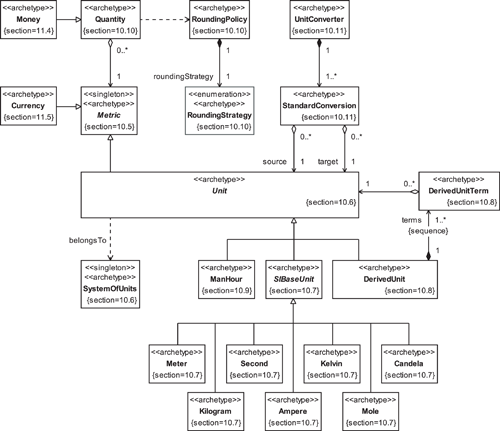 <<archetype>>
Money
{section=11.4}
<<archetype>>
Quantity
{section=10.10}
<<archetype>>
RoundingPolicy
{section=10.10}
<<archetype>>
UnitConverter
{section=10.11}
0..*
1
1
1
roundingStrategy
1
1..*
<<archetype>>
Currency
{section=11.5}
<<singleton>>
<<archetype>>
Metric
{section=10.5}
<<enumeration>>
<<archetype>>
RoundingStrategy
{section=10.10}
<<archetype>>
StandardConversion
{section=10.11}
0..*
0..*
source
1
target
1
<<archetype>>
Unit
{section=10.6}
1
0..*
<<archetype>>
DerivedUnitTerm
{section=10.8}
terms
1..*
{sequence}
1
belongsTo
<<singleton>>
<<archetype>>
SystemOfUnits
{section=10.6}
<<archetype>>
ManHour
{section=10.9}
<<archetype>>
SIBaseUnit
{section=10.7}
<<archetype>>
DerivedUnit
{section=10.8}
<<archetype>>
Meter
{section=10.7}
<<archetype>>
Second
{section=10.7}
<<archetype>>
Kelvin
{section=10.7}
<<archetype>>
Candela
{section=10.7}
<<archetype>>
Kilogram
{section=10.7}
<<archetype>>
Ampere
{section=10.7}
<<archetype>>
Mole
{section=10.7}